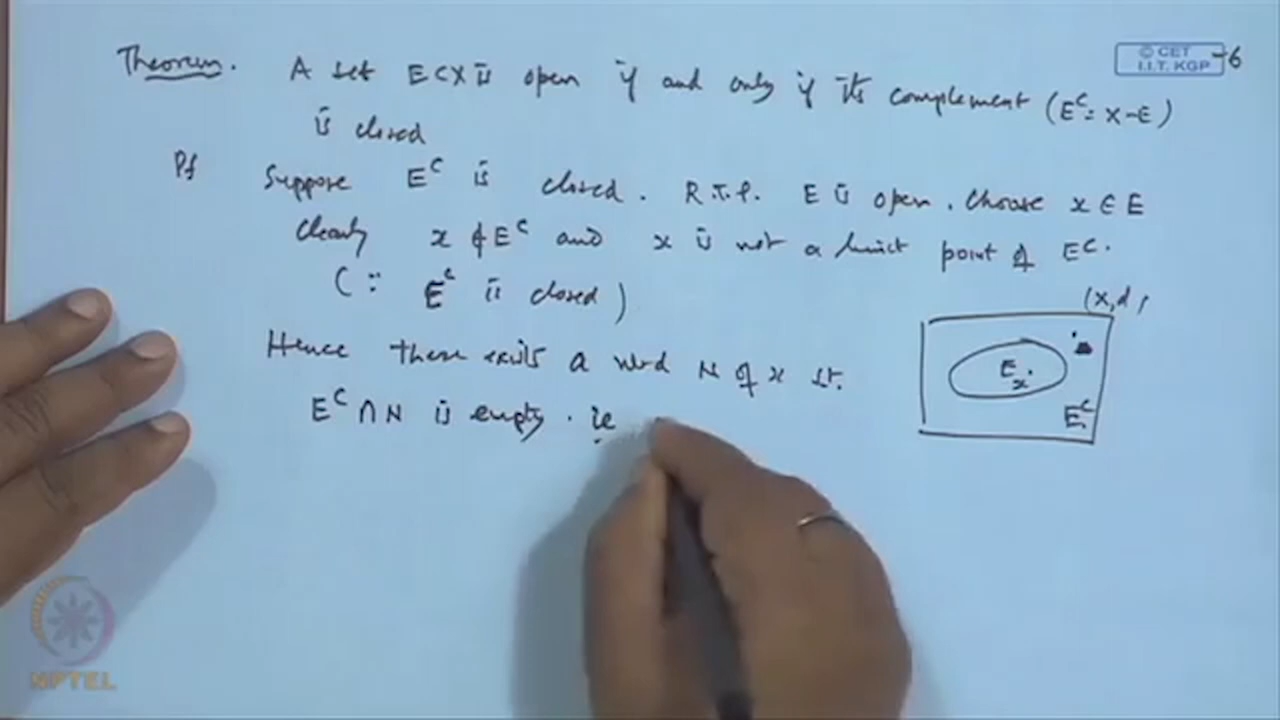 © CET
I.I.T. KGP
-6
Theorem. A set E⊂X is open if and only if its complement (E^c = X-E)
is closed
Pf Suppose E^c is closed. R.T.P. E is open. Choose x ∈ E
Clearly x ∉ E^c and x is not a limit point of E^c.
(∵ E^c is closed)
Hence there exits a nbd N of x st.
E^c ∩ N is empty. ie
(X,d)
E.
x
E^c
NPTEL